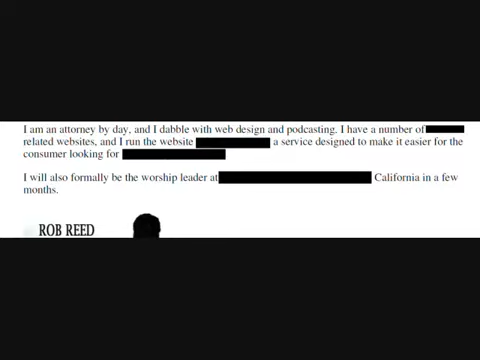 I am an attorney by day, and I dabble with web design and podcasting. I have a number of
related websites, and I run the website a service designed to make it easier for the
consumer looking for
I will also formally be the worship leader at California in a few
months.
ROB REED